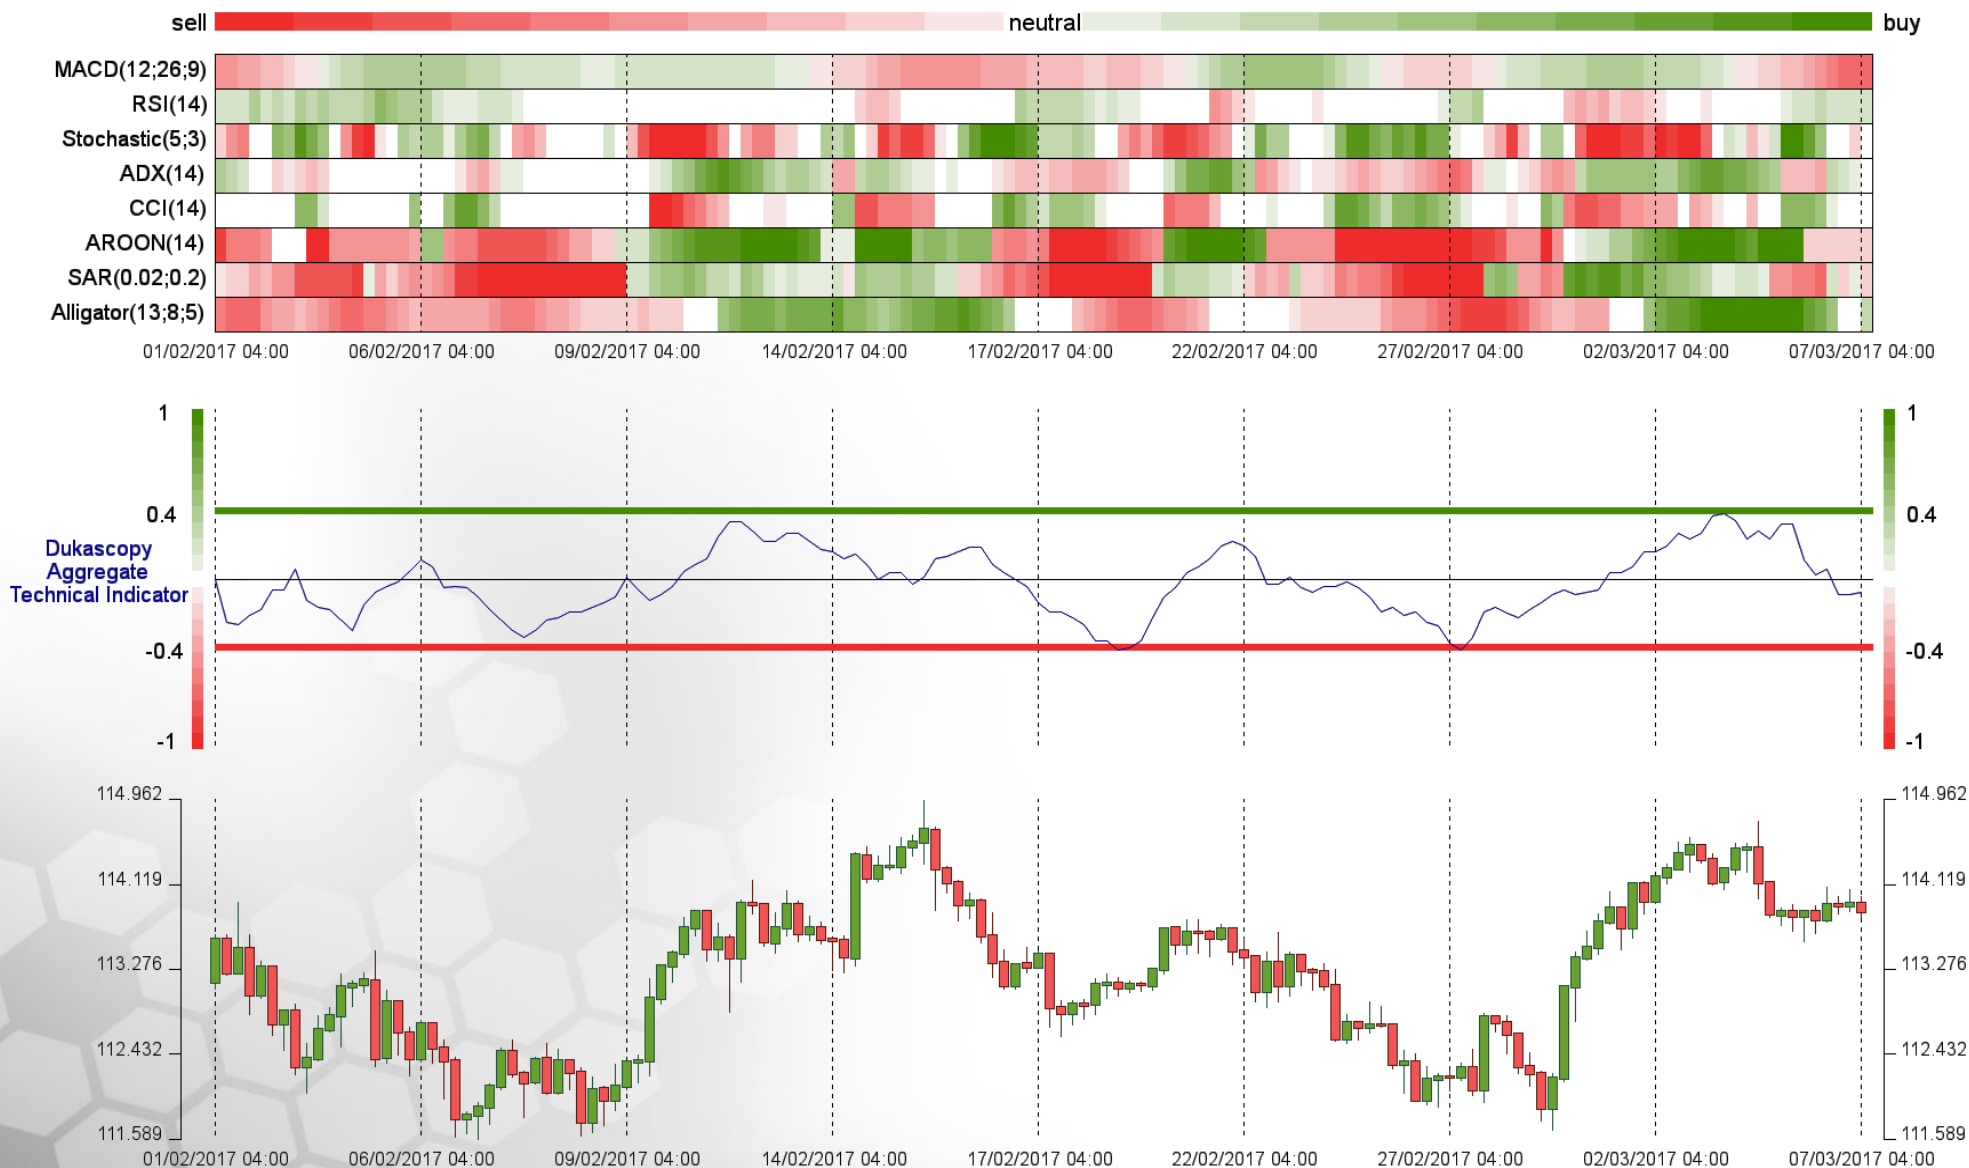 sell neutral buy
MACD(12;26;9)
RSI(14)
Stochastic(5;3)
ADX(14)
CCI(14)
AROON(14)
SAR(0.02;0.2)
Alligator(13;8;5)
01/02/2017 04:00 06/02/2017 04:00 09/02/2017 04:00 14/02/2017 04:00 17/02/2017 04:00 22/02/2017 04:00 27/02/2017 04:00 02/03/2017 04:00 07/03/2017 04:00
1 1
0.4 0.4
Dukascopy
Aggregate
Technical Indicator
-0.4 -0.4
-1 -1
114.962 114.962
114.119 114.119
113.276 113.276
112.432 112.432
111.589 111.589
01/02/2017 04:00 06/02/2017 04:00 09/02/2017 04:00 14/02/2017 04:00 17/02/2017 04:00 22/02/2017 04:00 27/02/2017 04:00 02/03/2017 04:00 07/03/2017 04:00